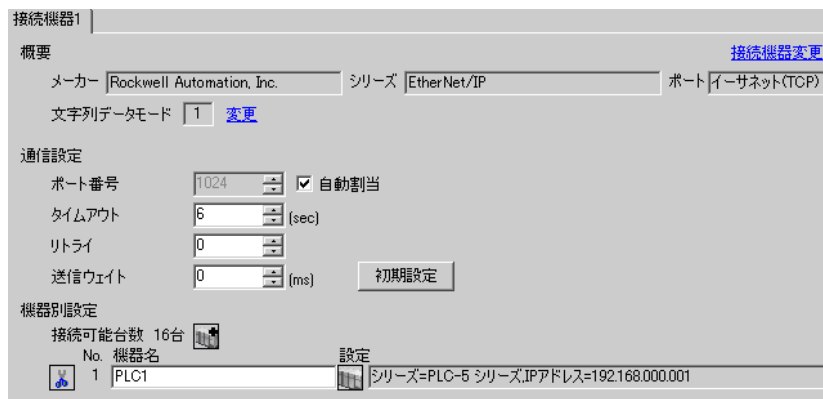 接続機器1
概要 接続機器変更
メーカー Rockwell Automation, Inc. シリーズ EtherNet/IP ポート イーサネット(TCP)
文字列データモード 1 変更
通信設定
ポート番号 1024 自動割当
タイムアウト 6 (sec)
リトライ 0
送信ウェイト 0 (ms) 初期設定
機器別設定
接続可能台数 16台
No. 機器名 設定
1 PLC1 シリーズ=PLC-5 シリーズ,IPアドレス=192.168.000.001